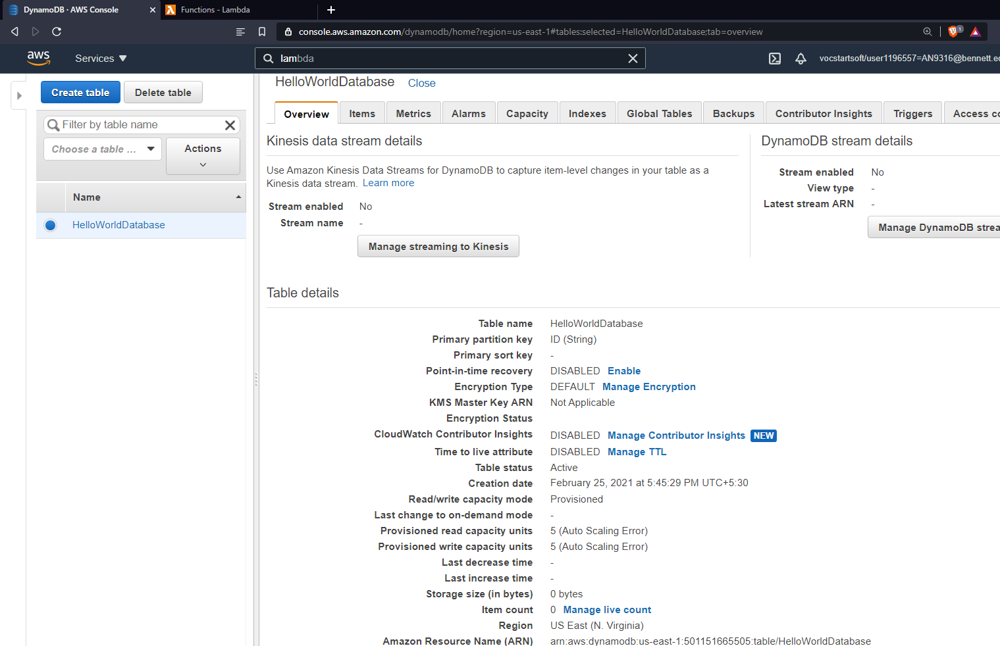 DynamoDB · AWS Console
Functions - Lambda
console.aws.amazon.com/dynamodb/home?region=us-east-1#tables:selected=HelloWorldDatabase;tab=overview
1
aws
Services
lambda
vocstartsoft/user1196557=AN9316@bennett.ec
Create table
Delete table
Filter by table name
Choose a table ...
Actions
Name
HelloWorldDatabase
HelloWorldDatabase Close
Overview Items Metrics Alarms Capacity Indexes Global Tables Backups Contributor Insights Triggers Access co
Kinesis data stream details
Use Amazon Kinesis Data Streams for DynamoDB to capture item-level changes in your table as a
Kinesis data stream. Learn more
Stream enabled No
Stream name -
Manage streaming to Kinesis
DynamoDB stream details
Stream enabled No
View type -
Latest stream ARN -
Manage DynamoDB strea
Table details
Table name HelloWorldDatabase
Primary partition key ID (String)
Primary sort key -
Point-in-time recovery DISABLED Enable
Encryption Type DEFAULT Manage Encryption
KMS Master Key ARN Not Applicable
Encryption Status
CloudWatch Contributor Insights DISABLED Manage Contributor Insights NEW
Time to live attribute DISABLED Manage TTL
Table status Active
Creation date February 25, 2021 at 5:45:29 PM UTC+5:30
Read/write capacity mode Provisioned
Last change to on-demand mode -
Provisioned read capacity units 5 (Auto Scaling Error)
Provisioned write capacity units 5 (Auto Scaling Error)
Last decrease time -
Last increase time -
Storage size (in bytes) 0 bytes
Item count 0 Manage live count
Region US East (N. Virginia)
Amazon Resource Name (ARN) arn:aws:dynamodb:us-east-1:501151665505:table/HelloWorldDatabase